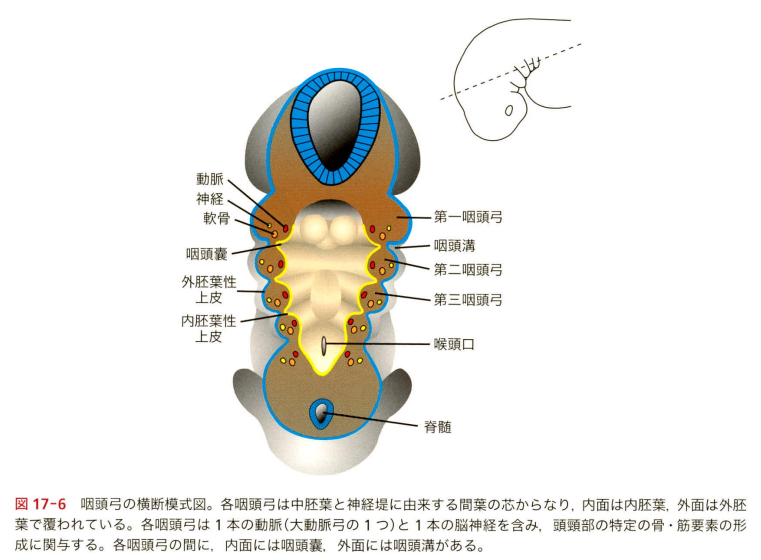 動脈
神経
軟骨
咽頭嚢
外胚葉性
上皮
内胚葉性
上皮
第一咽頭弓
咽頭溝
第二咽頭弓
第三咽頭弓
喉頭口
脊髄
図 17-6 咽頭弓の横断模式図。各咽頭弓は中胚葉と神経堤に由来する間葉の芯からなり，内面は内胚葉，外面は外胚
葉で覆われている。各咽頭弓は 1 本の動脈（大動脈弓の 1 つ）と 1 本の脳神経を含み，頭頸部の特定の骨・筋要素の形
成に関与する。各咽頭弓の間に，内面には咽頭嚢，外面には咽頭溝がある。